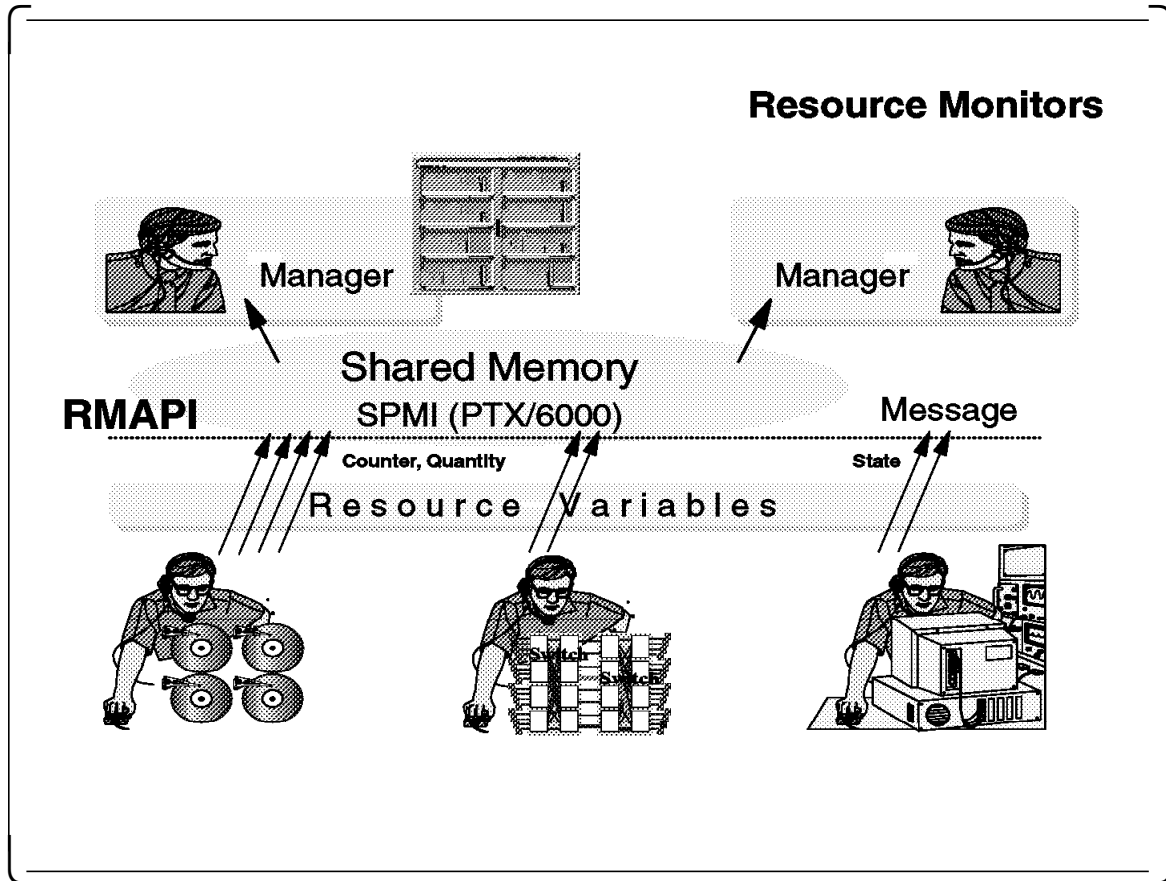 Resource Monitors
Manager
Manager
Shared Memory
RMAPI
SPMI (PTX/6000)
Message
Counter, Quantity
State
Resource Variables
Switch
Switch